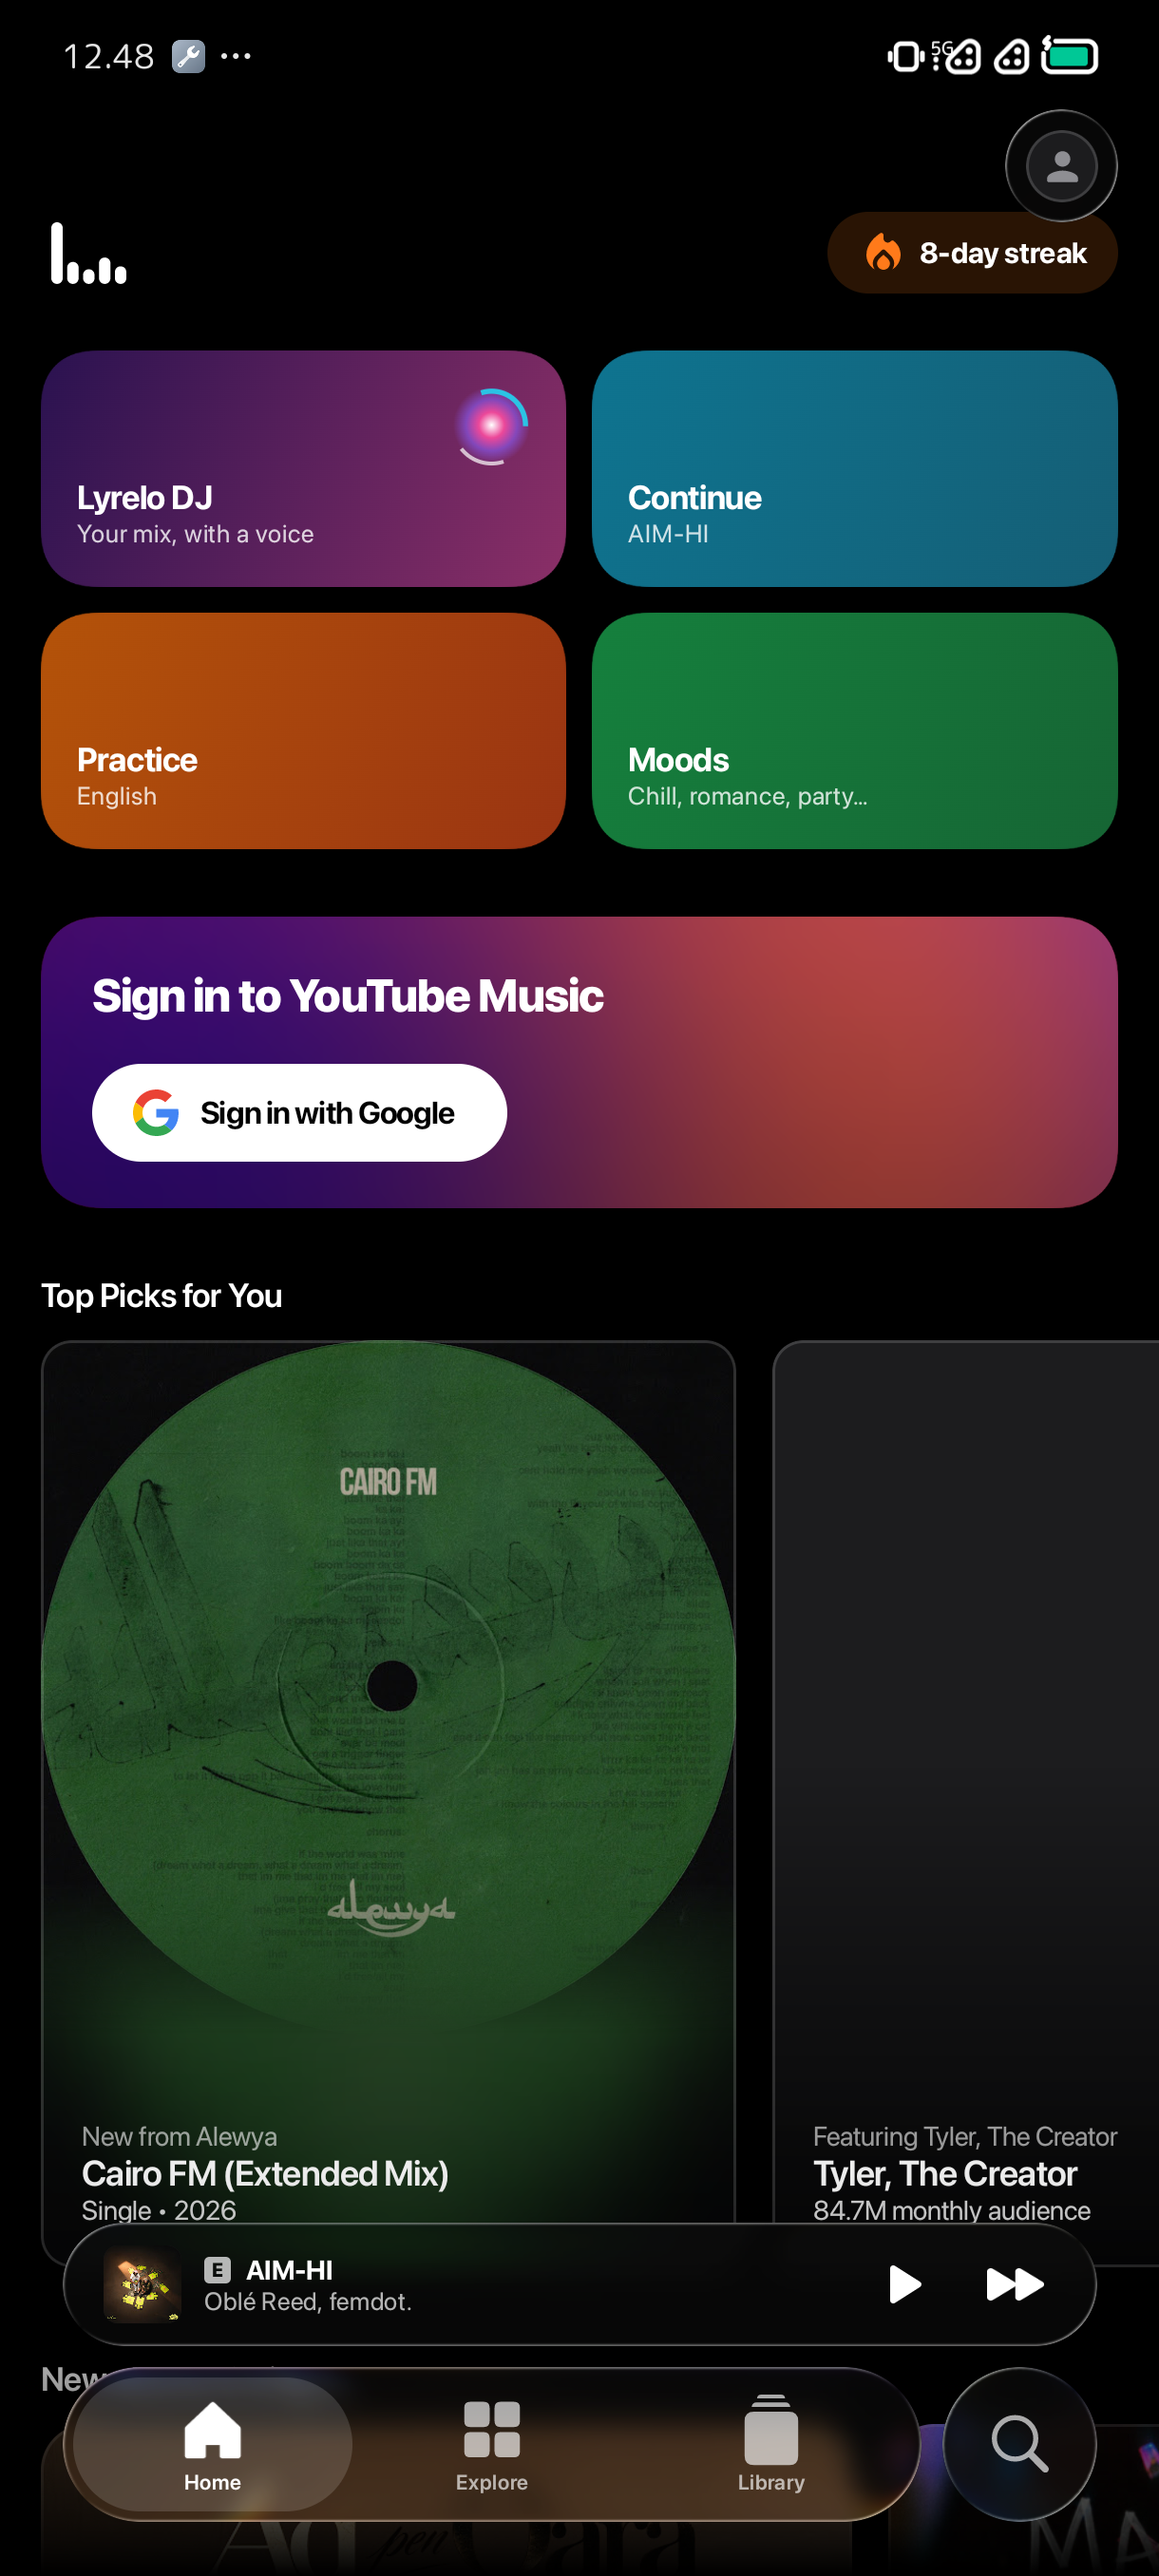 12.48
5G
8-day streak
Lyrelo DJ
Your mix, with a voice
Continue
AIM-HI
Practice
English
Moods
Chill, romance, party...
Sign in to YouTube Music
Sign in with Google
Top Picks for You
CAIRO FM
alewya
New from Alewya
Cairo FM (Extended Mix)
Single • 2026
Featuring Tyler, The Creator
Tyler, The Creator
84.7M monthly audience
E AIM-HI
Oblé Reed, femdot.
New
Home
Explore
Library
pen